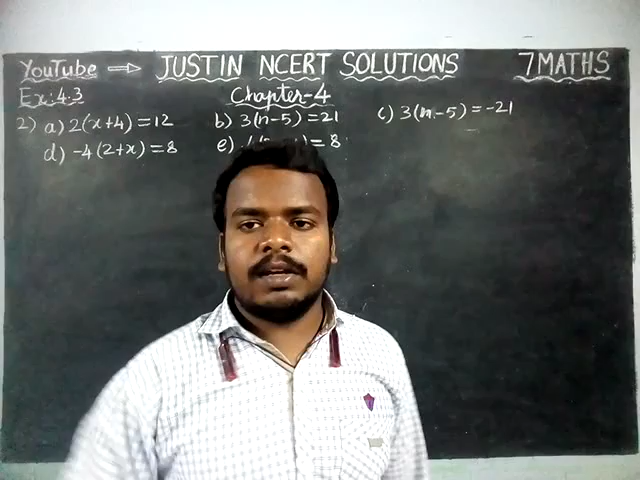 YouTube ⇒ JUSTIN NCERT SOLUTIONS 7MATHS
Ex:4.3 Chapter-4
2) a) 2(x+4) = 12 b) 3(n-5) = 21 c) 3(n-5) = -21
d) -4(2+x) = 8 e) = 8